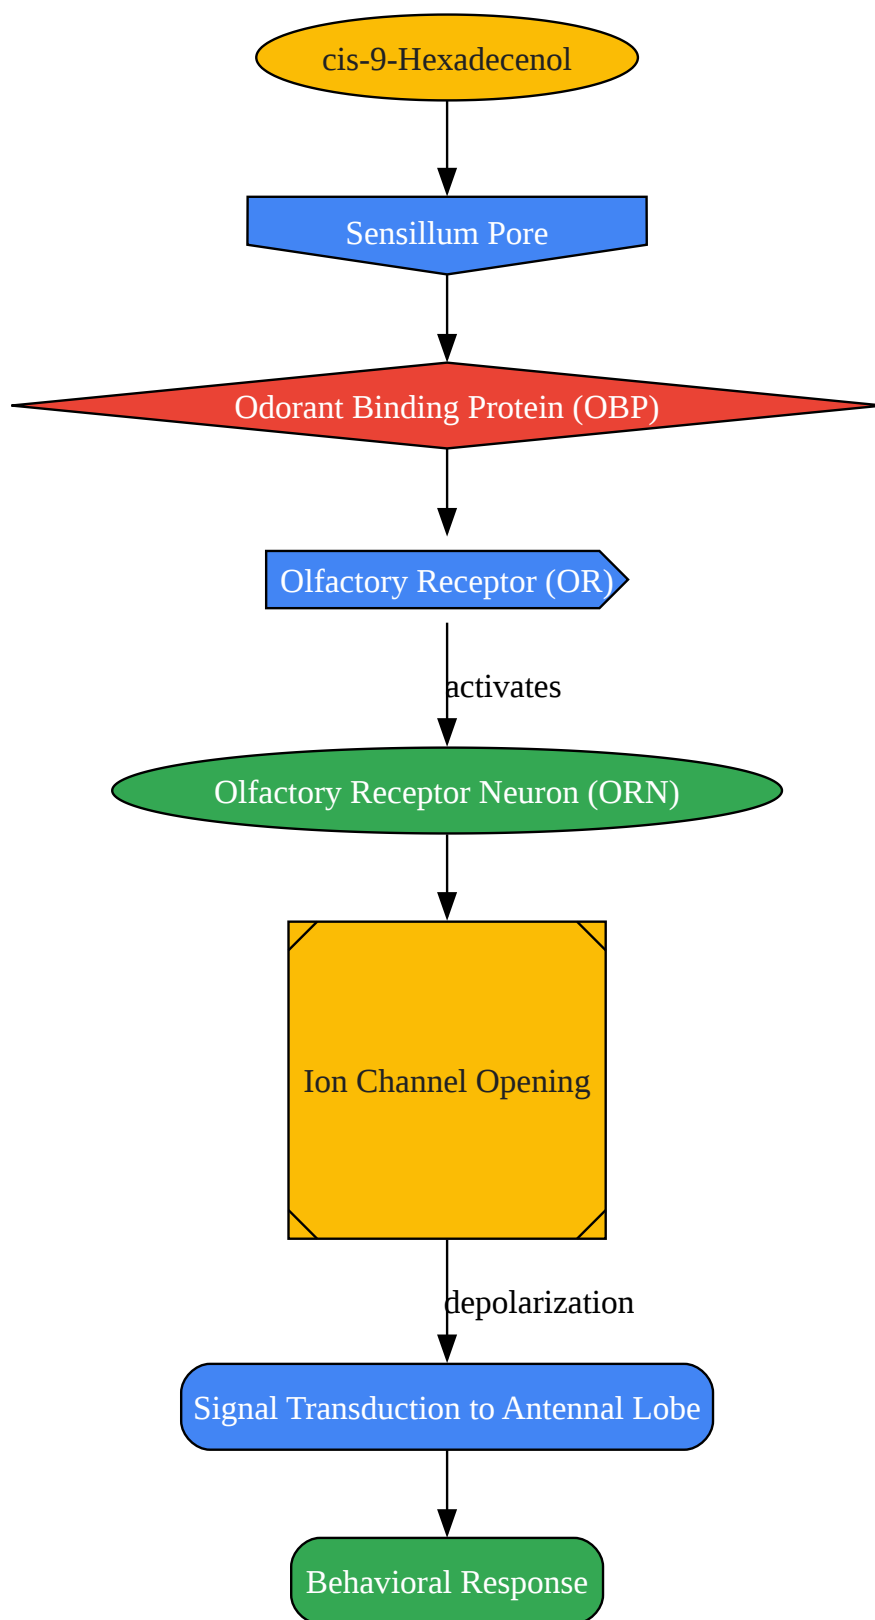 cis-9-Hexadecenol
Sensillum Pore
Odorant Binding Protein (OBP)
Olfactory Receptor (OR)
activates
Olfactory Receptor Neuron (ORN)
Ion Channel Opening
depolarization
Signal Transduction to Antennal Lobe
Behavioral Response